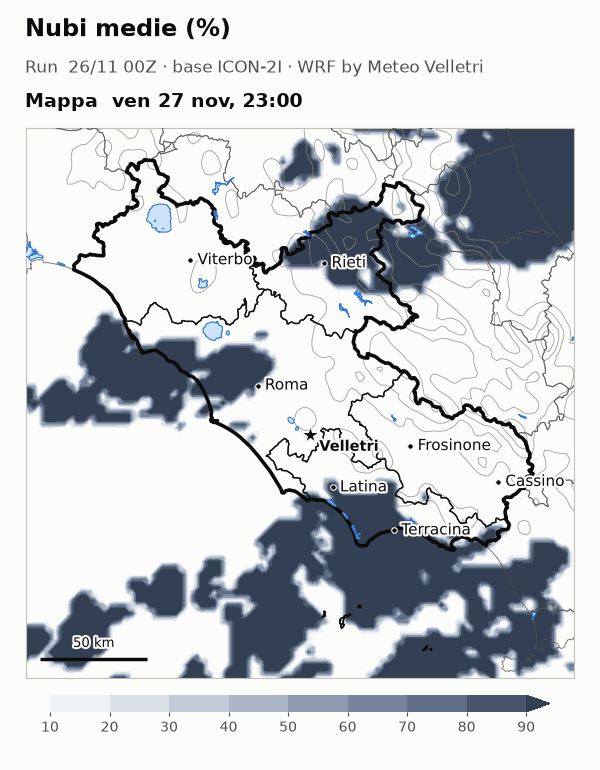 Nubi medie (%)
Run  26/11 00Z · base ICON-2I · WRF by Meteo Velletri
Mappa  ven 27 nov, 23:00
Viterbo
Rieti
Roma
Velletri
Frosinone
Cassino
Latina
Terracina
50 km
10 20 30 40 50 60 70 80 90